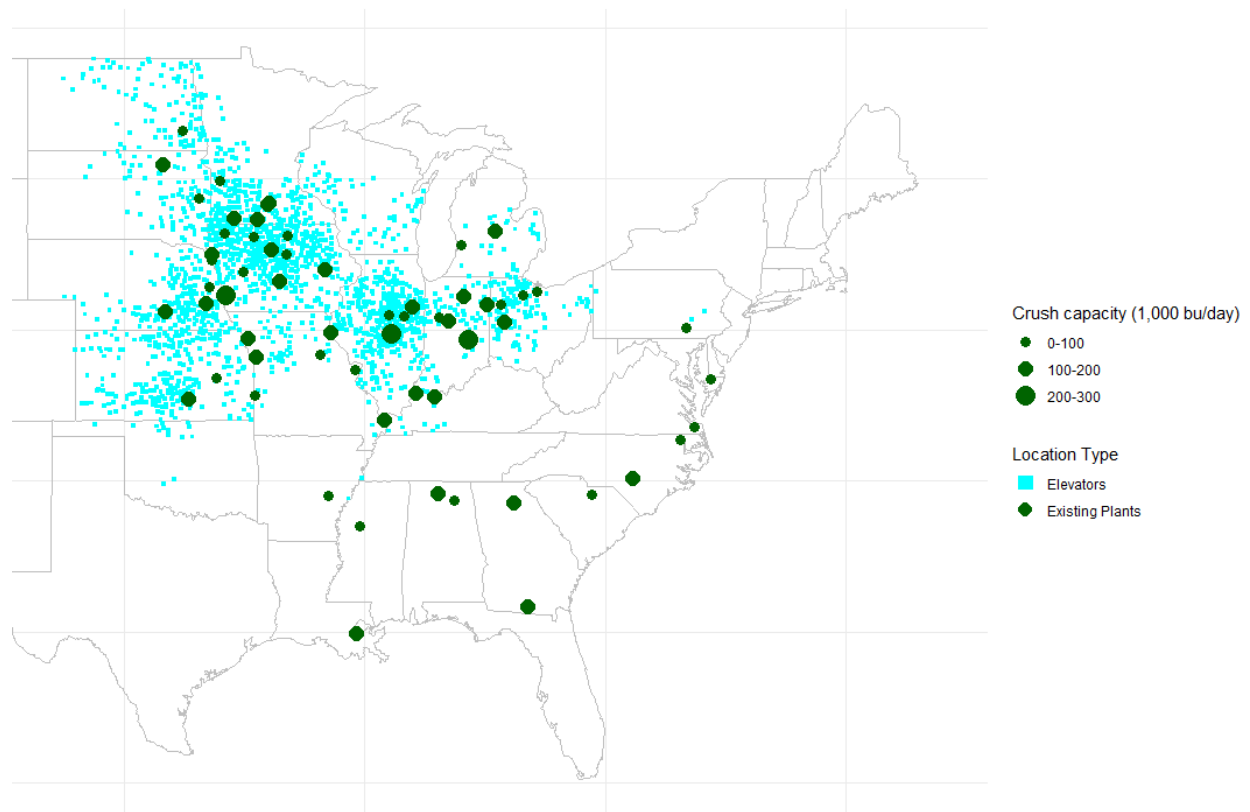 Crush capacity (1,000 bu/day)
0-100
100-200
200-300
Location Type
Elevators
Existing Plants